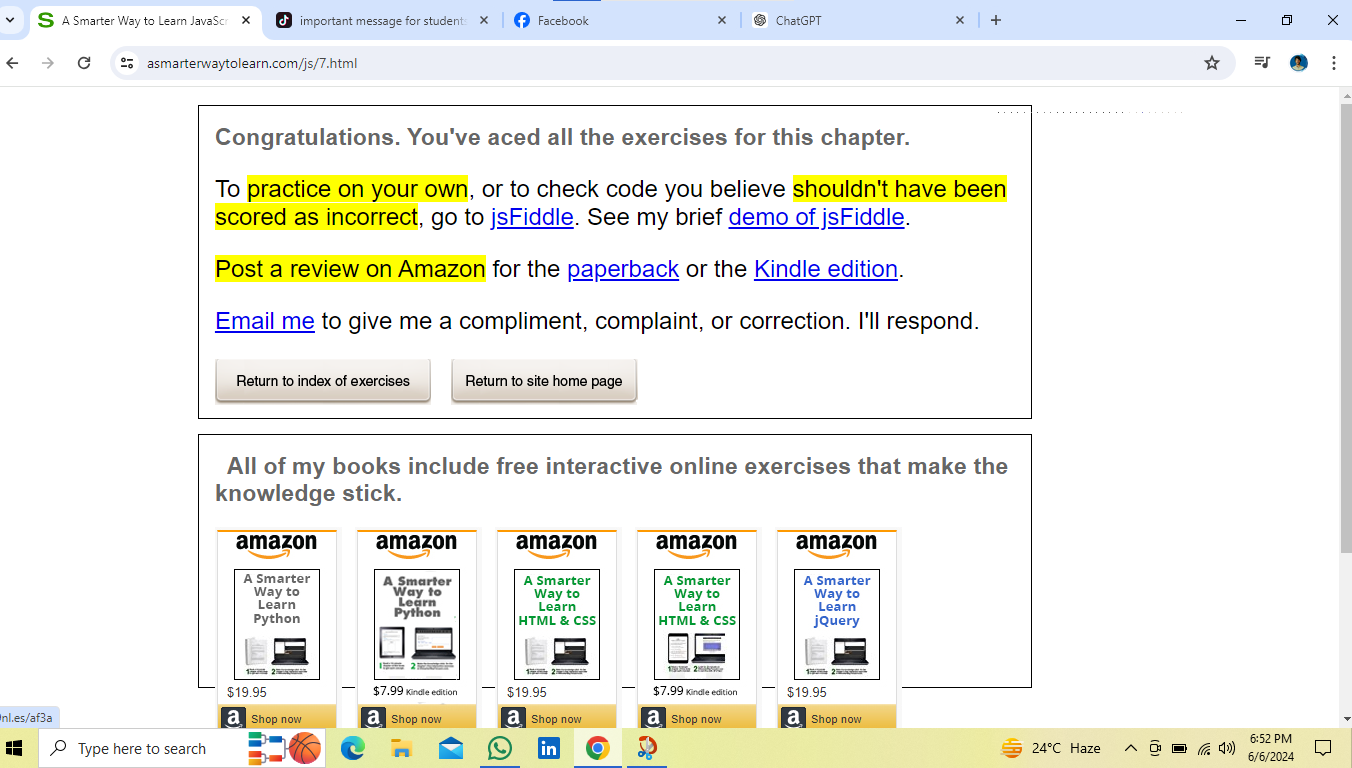 A Smarter Way to Learn JavaScr
important message for students
Facebook
ChatGPT
asmarterwaytolearn.com/js/7.html
Congratulations. You've aced all the exercises for this chapter.
To practice on your own, or to check code you believe shouldn't have been
scored as incorrect, go to jsFiddle. See my brief demo of jsFiddle.
Post a review on Amazon for the paperback or the Kindle edition.
Email me to give me a compliment, complaint, or correction. I'll respond.
Return to index of exercises Return to site home page
All of my books include free interactive online exercises that make the
knowledge stick.
amazon amazon amazon amazon amazon
A Smarter A Smarter A Smarter A Smarter A Smarter
Way to Way to Way to Way to Way to
Learn Learn Learn Learn Learn
Python Python HTML & CSS HTML & CSS jQuery
$19.95 $7.99 Kindle edition $19.95 $7.99 Kindle edition $19.95
a Shop now a Shop now a Shop now a Shop now a Shop now
nl.es/af3a
Type here to search
24°C Haze
6:52 PM
6/6/2024